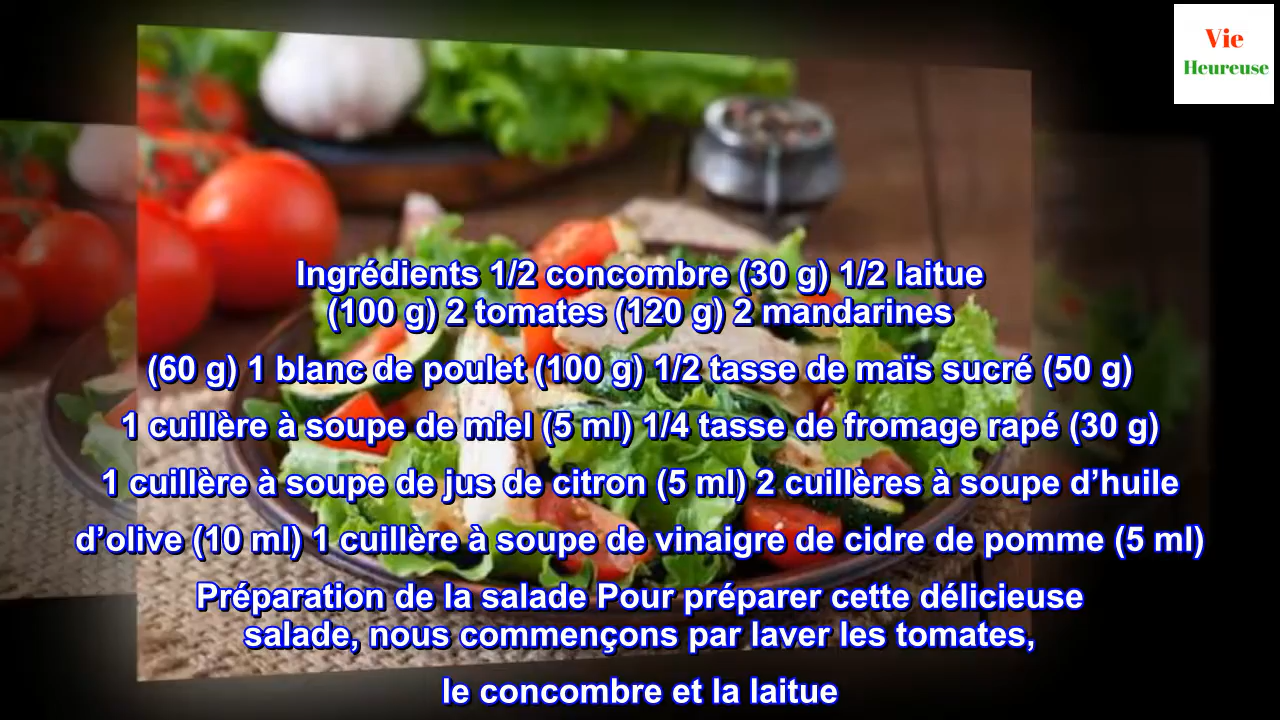 Vie
Heureuse
Ingrédients 1/2 concombre (30 g) 1/2 laitue
(100 g) 2 tomates (120 g) 2 mandarines
(60 g) 1 blanc de poulet (100 g) 1/2 tasse de maïs sucré (50 g)
1 cuillère à soupe de miel (5 ml) 1/4 tasse de fromage rapé (30 g)
1 cuillère à soupe de jus de citron (5 ml) 2 cuillères à soupe d’huile
d’olive (10 ml) 1 cuillère à soupe de vinaigre de cidre de pomme (5 ml)
Préparation de la salade Pour préparer cette délicieuse
salade, nous commençons par laver les tomates,
le concombre et la laitue